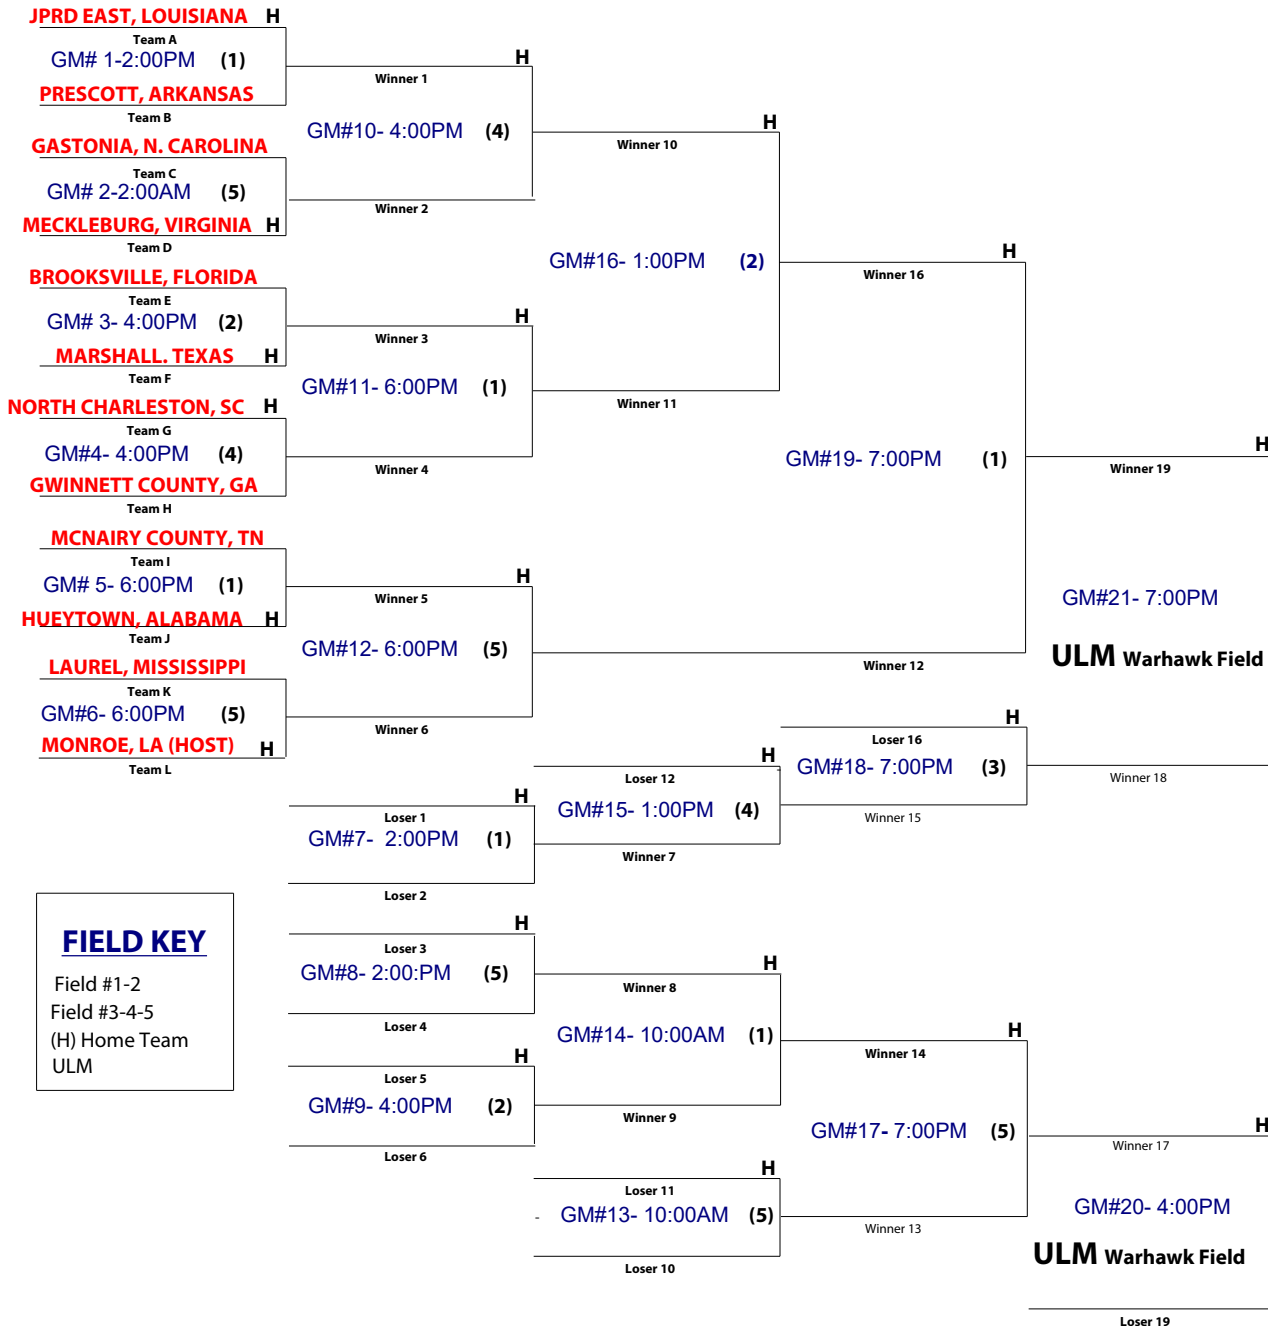 JPRD EAST, LOUISIANA H
Team A
GM# 1-2:00PM (1)
PRESCOTT, ARKANSAS
Team B
GASTONIA, N. CAROLINA
Team C
GM# 2-2:00AM (5)
MECKLEBURG, VIRGINIA H
Team D
BROOKSVILLE, FLORIDA
Team E
GM# 3- 4:00PM (2)
MARSHALL. TEXAS H
Team F
NORTH CHARLESTON, SC H
Team G
GM#4- 4:00PM (4)
GWINNETT COUNTY, GA
Team H
MCNAIRY COUNTY, TN
Team I
GM# 5- 6:00PM (1)
HUEYTOWN, ALABAMA H
Team J
LAUREL, MISSISSIPPI
Team K
GM#6- 6:00PM (5)
MONROE, LA (HOST) H
Team L
H
Winner 1
GM#10- 4:00PM (4)
Winner 2
H
Winner 3
GM#11- 6:00PM (1)
Winner 4
H
Winner 5
GM#12- 6:00PM (5)
Winner 6
H
Loser 1
GM#7- 2:00PM (1)
Loser 2
H
Loser 3
GM#8- 2:00:PM (5)
Loser 4
H
Loser 5
GM#9- 4:00PM (2)
Loser 6
H
Winner 10
GM#16- 1:00PM (2)
Winner 11
H
Loser 12
GM#15- 1:00PM (4)
Winner 7
H
Winner 8
GM#14- 10:00AM (1)
Winner 9
H
Loser 11
- GM#13- 10:00AM (5)
Loser 10
H
Winner 16
GM#19- 7:00PM (1)
Winner 12
H
Loser 16
GM#18- 7:00PM (3)
Winner 15
H
Winner 14
GM#17- 7:00PM (5)
Winner 13
H
Winner 19
GM#21- 7:00PM
ULM Warhawk Field
Winner 18
H
Winner 17
GM#20- 4:00PM
ULM Warhawk Field
Loser 19
FIELD KEY
Field #1-2
Field #3-4-5
(H) Home Team
ULM